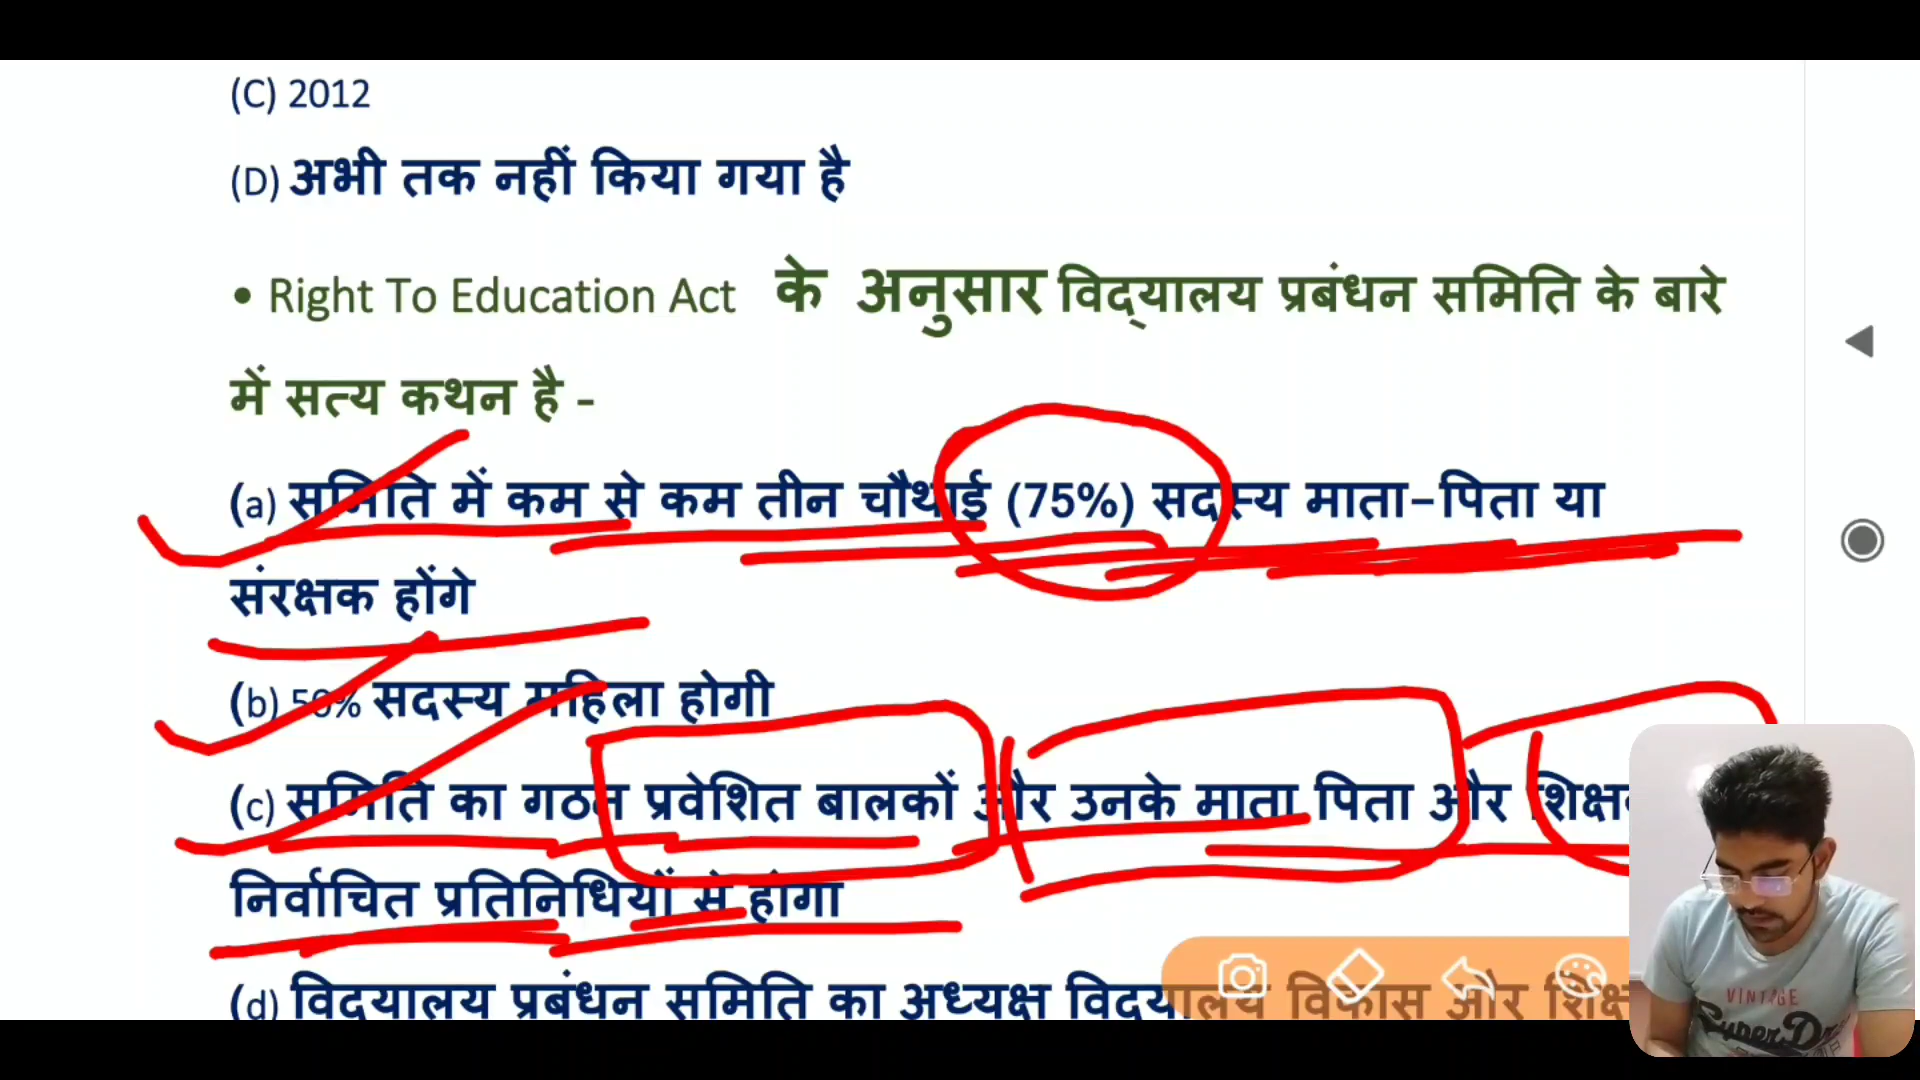 (C) 2012
(D) अभी तक नहीं किया गया है
• Right To Education Act के अनुसार विद्यालय प्रबंधन समिति के बारे
में सत्य कथन है -
(a) समिति में कम से कम तीन चौथाई (75%) सदस्य माता-पिता या
संरक्षक होंगे
(b) 50% सदस्य महिला होगी
(c) समिति का गठन प्रवेशित बालकों और उनके माता पिता और
निर्वाचित प्रतिनिधियों से होगा
(d) विद्यालय प्रबंधन समिति का अध्यक्ष विद्यालय विकास और
VINTAGE